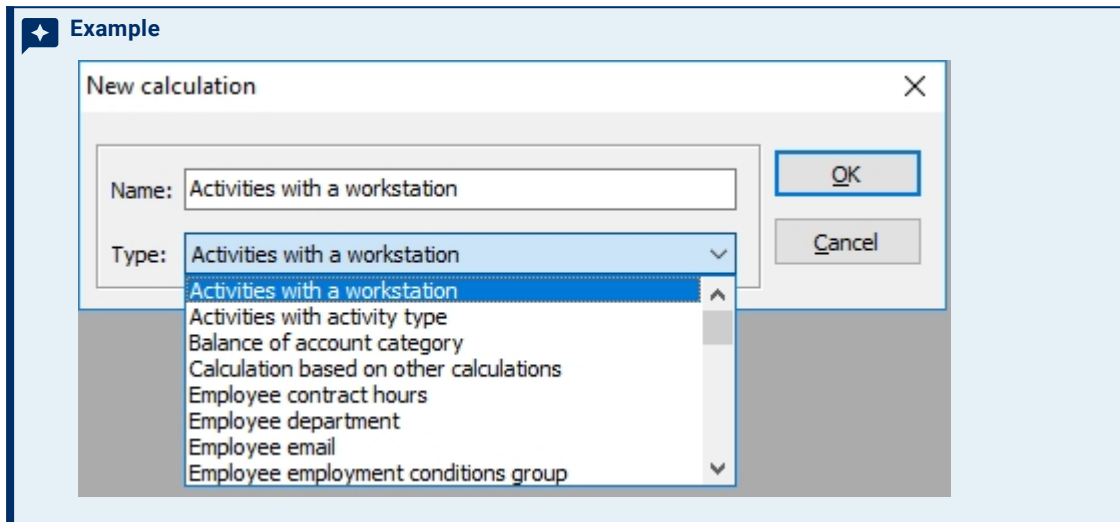 Example
New calculation
Name: Activities with a workstation
OK
Type: Activities with a workstation
Cancel
Activities with a workstation
Activities with activity type
Balance of account category
Calculation based on other calculations
Employee contract hours
Employee department
Employee email
Employee employment conditions group